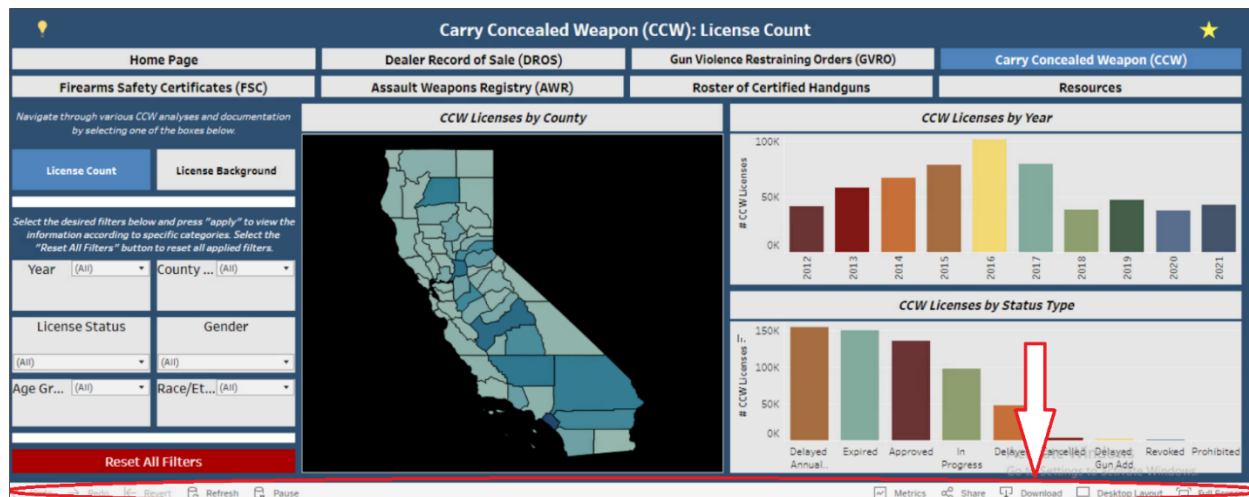 Carry Concealed Weapon (CCW): License Count
Home Page
Dealer Record of Sale (DROS)
Gun Violence Restraining Orders (GVRO)
Carry Concealed Weapon (CCW)
Firearms Safety Certificates (FSC)
Assault Weapons Registry (AWR)
Roster of Certified Handguns
Resources
Navigate through various CCW analyses and documentation
by selecting one of the boxes below.
License Count
License Background
Select the desired filters below and press "apply" to view the
information according to specific categories. Select the
"Reset All Filters" button to reset all applied filters.
Year (All)
County ... (All)
License Status
(All)
Gender
(All)
Age Gr... (All)
Race/Et... (All)
Reset All Filters
CCW Licenses by County
CCW Licenses by Year
# CCW Licenses
100K
50K
0K
2012
2013
2014
2015
2016
2017
2018
2019
2020
2021
CCW Licenses by Status Type
# CCW Licenses
150K
100K
50K
0K
Delayed
Annual..
Expired
Approved
In
Progress
Delayed
Cancelled
Delayed
Gun Add
Revoked
Prohibited
Redo
Revert
Refresh
Pause
Metrics
Share
Download
Desktop Layout